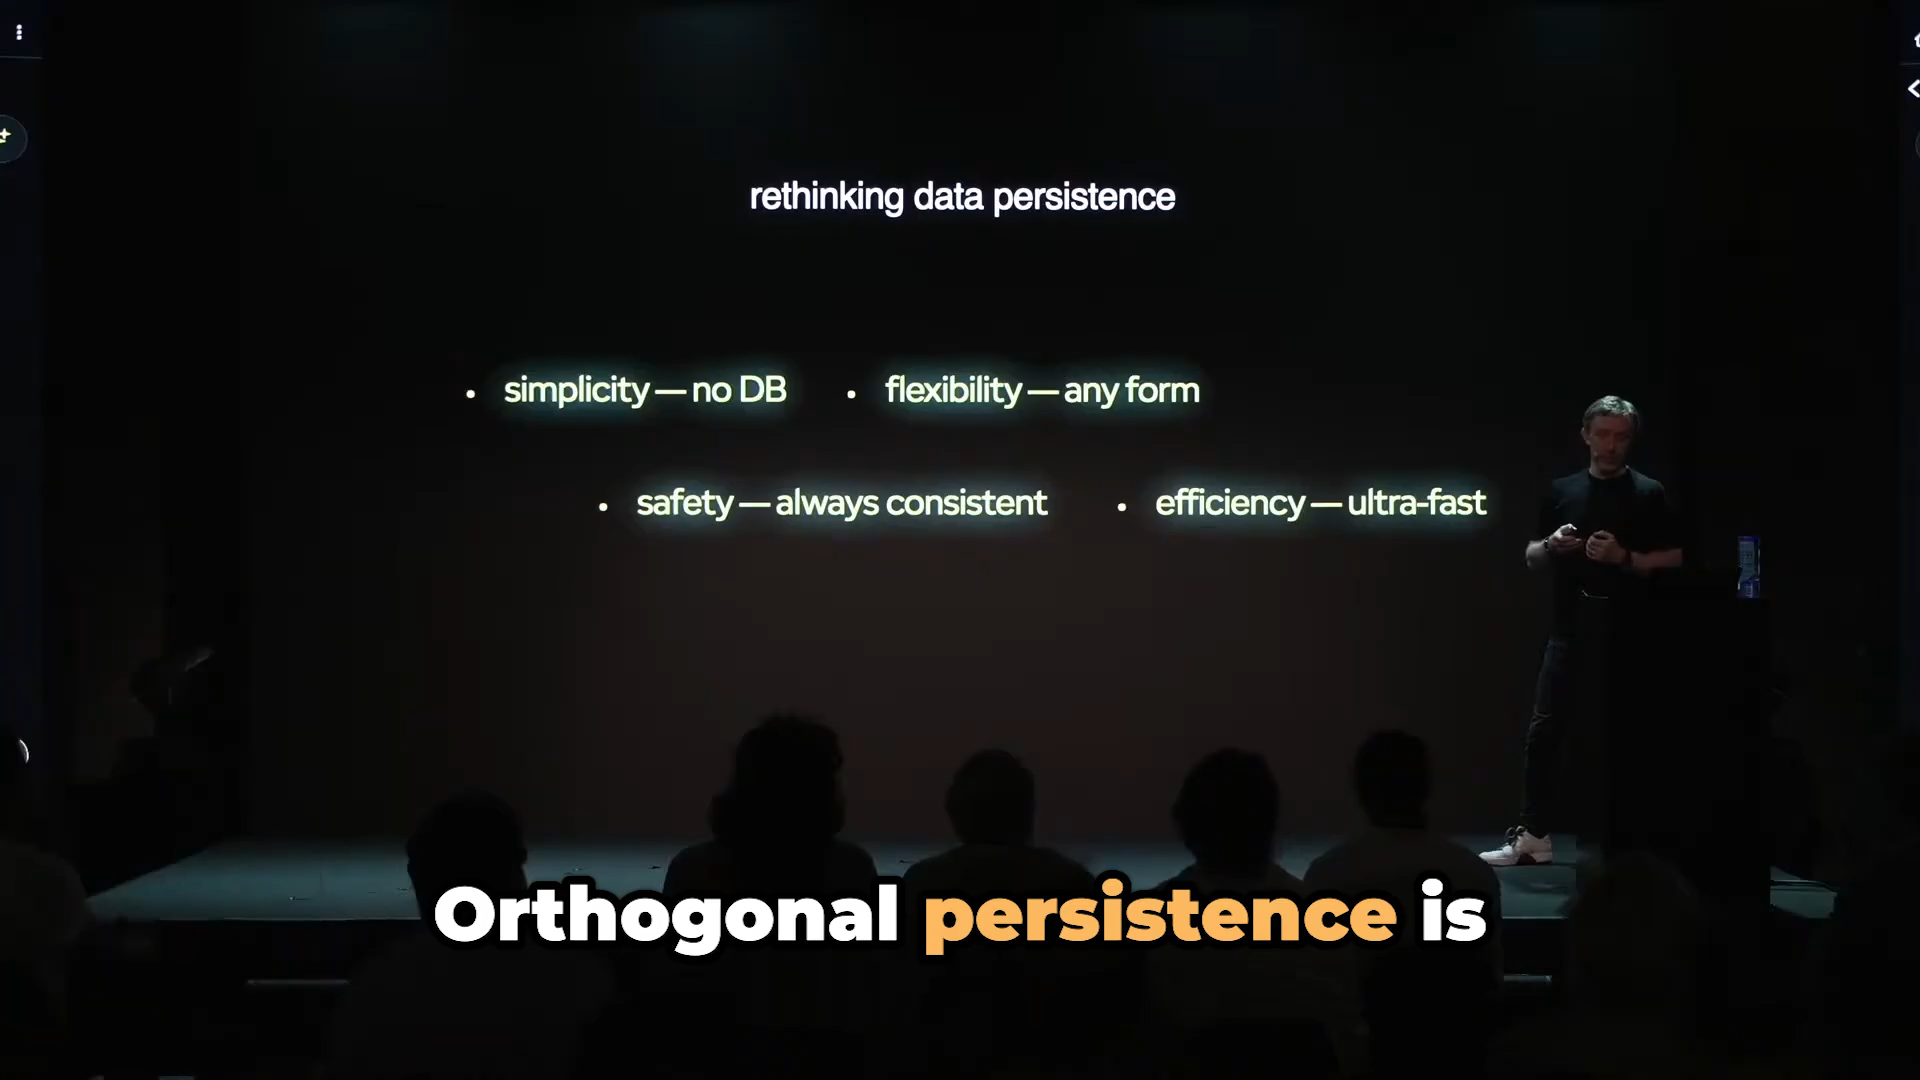 rethinking data persistence
• simplicity — no DB • flexibility — any form
• safety — always consistent • efficiency — ultra-fast
Orthogonal persistence is